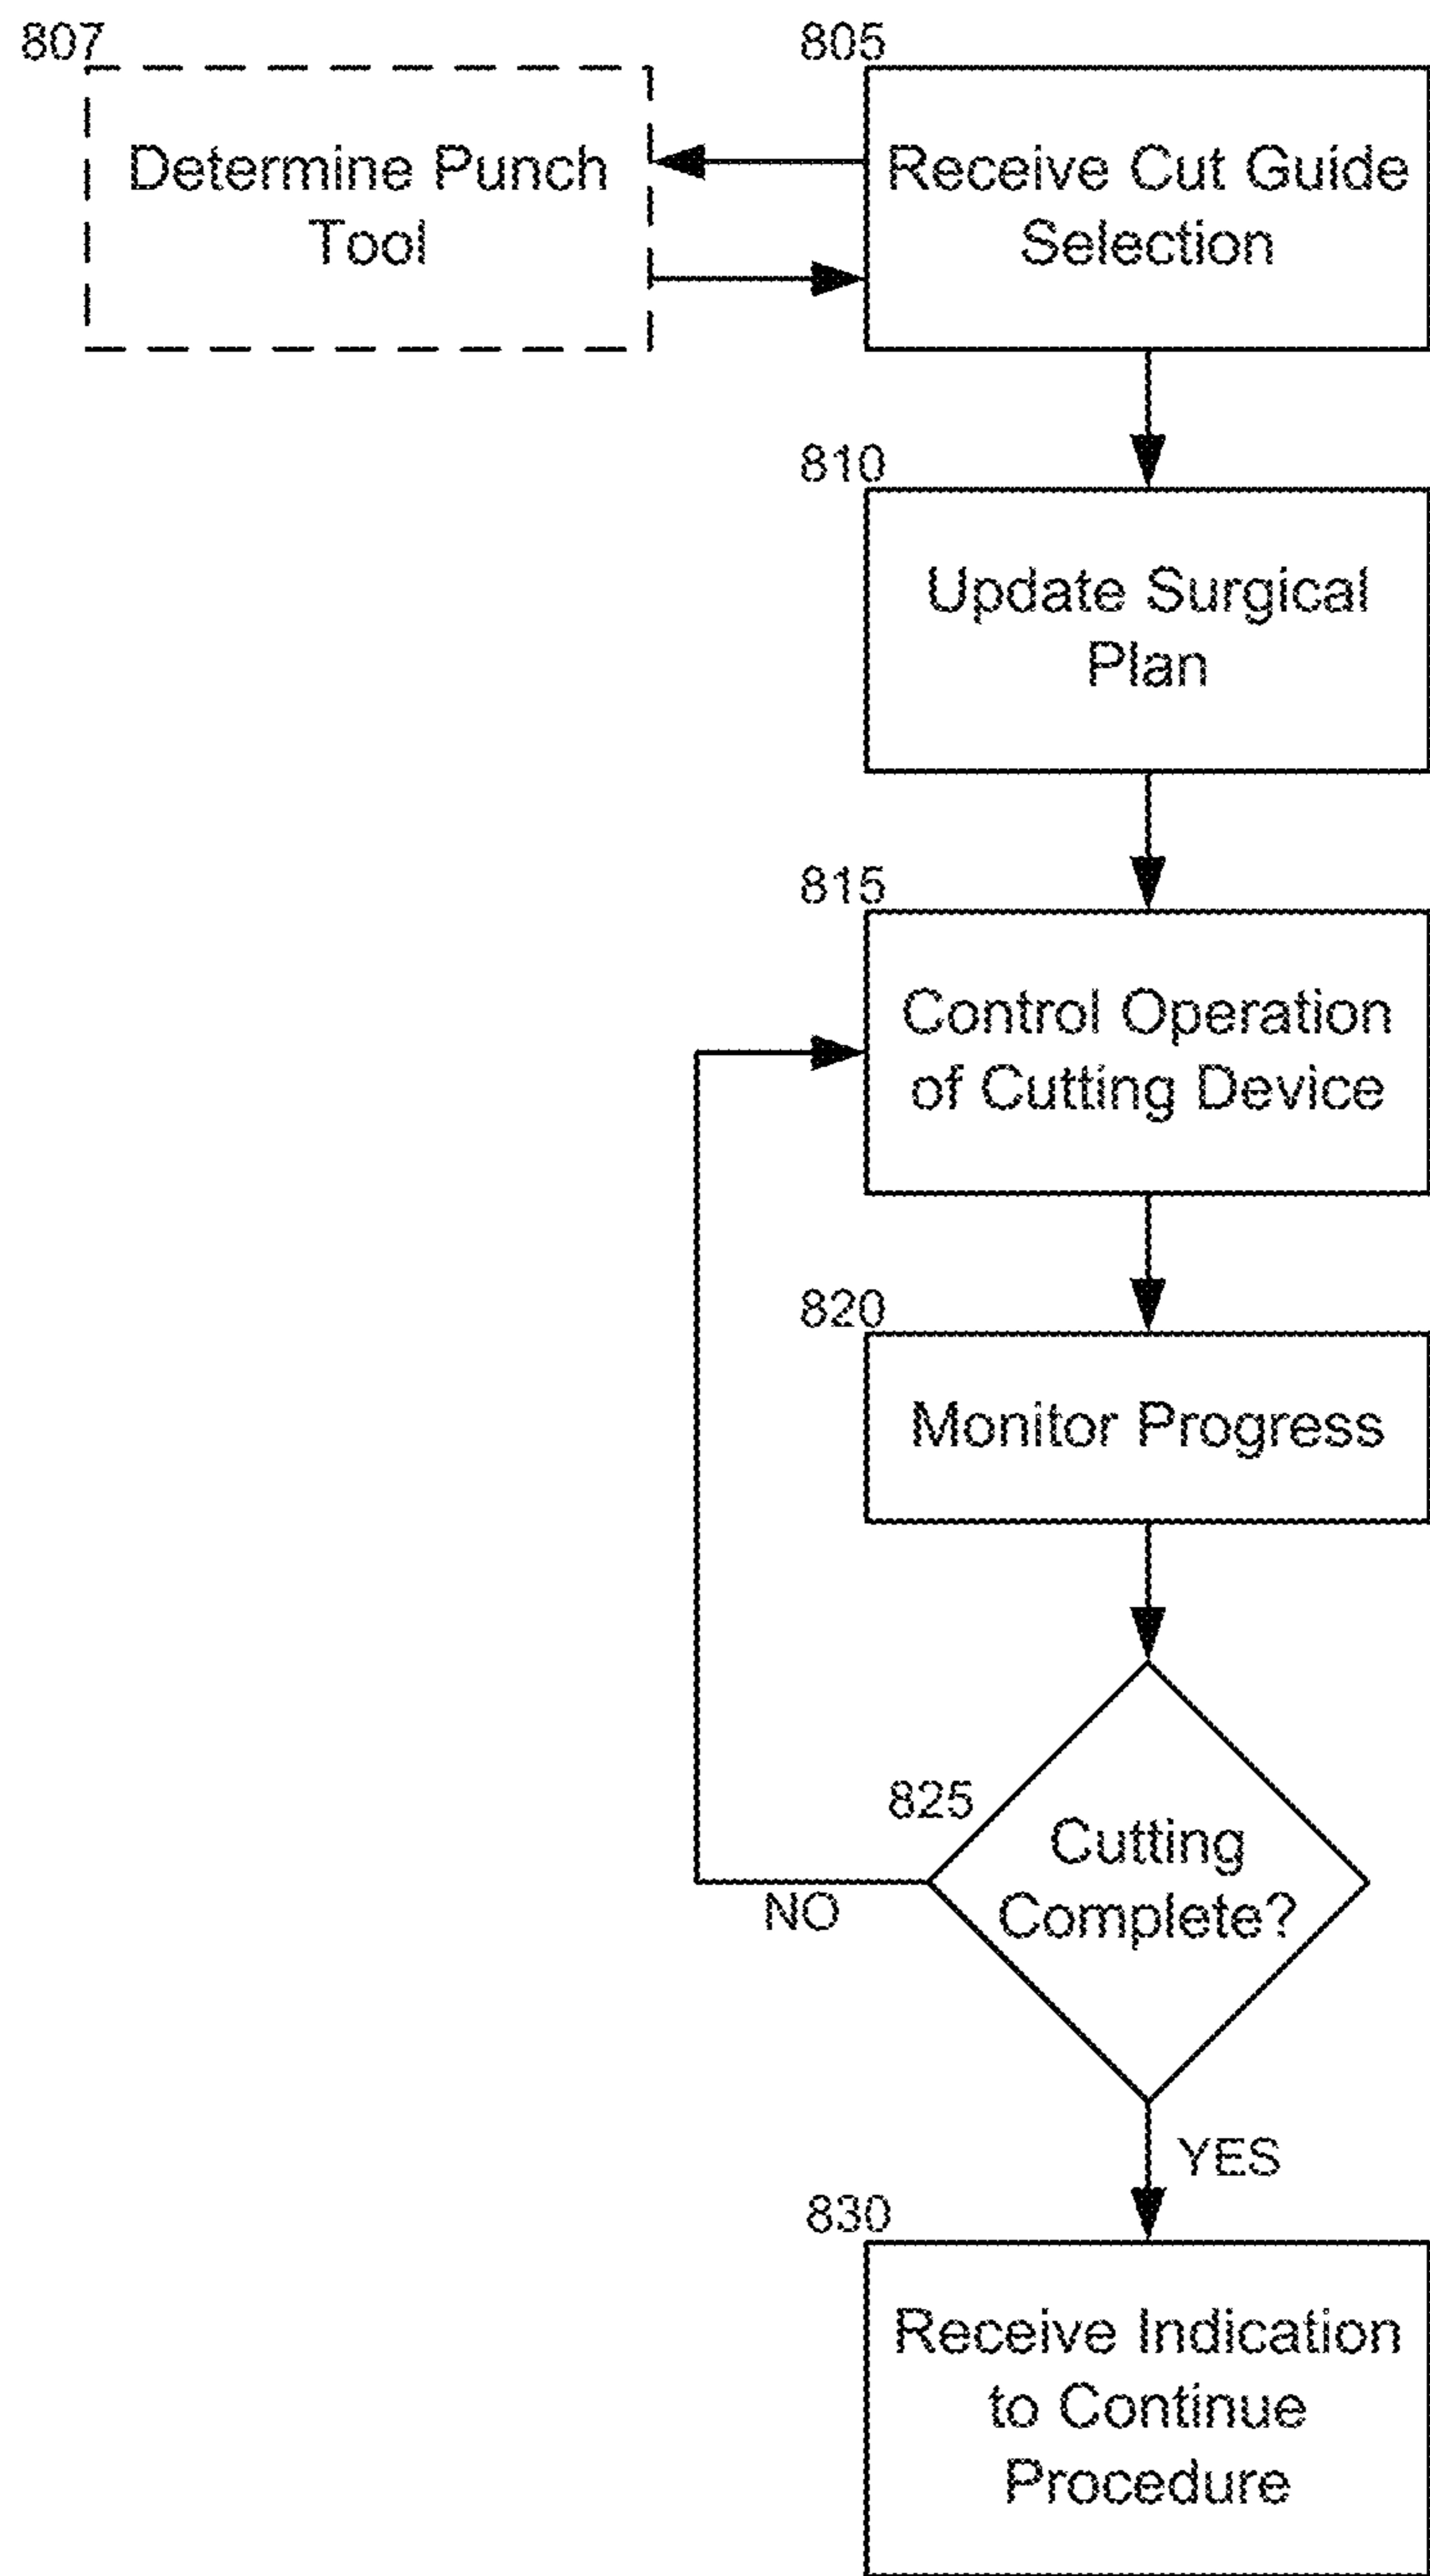 807
Determine Punch
Tool
805
Receive Cut Guide
Selection
810
Update Surgical
Plan
815
Control Operation
of Cutting Device
820
Monitor Progress
825
Cutting
Complete?
NO
YES
830
Receive Indication
to Continue
Procedure